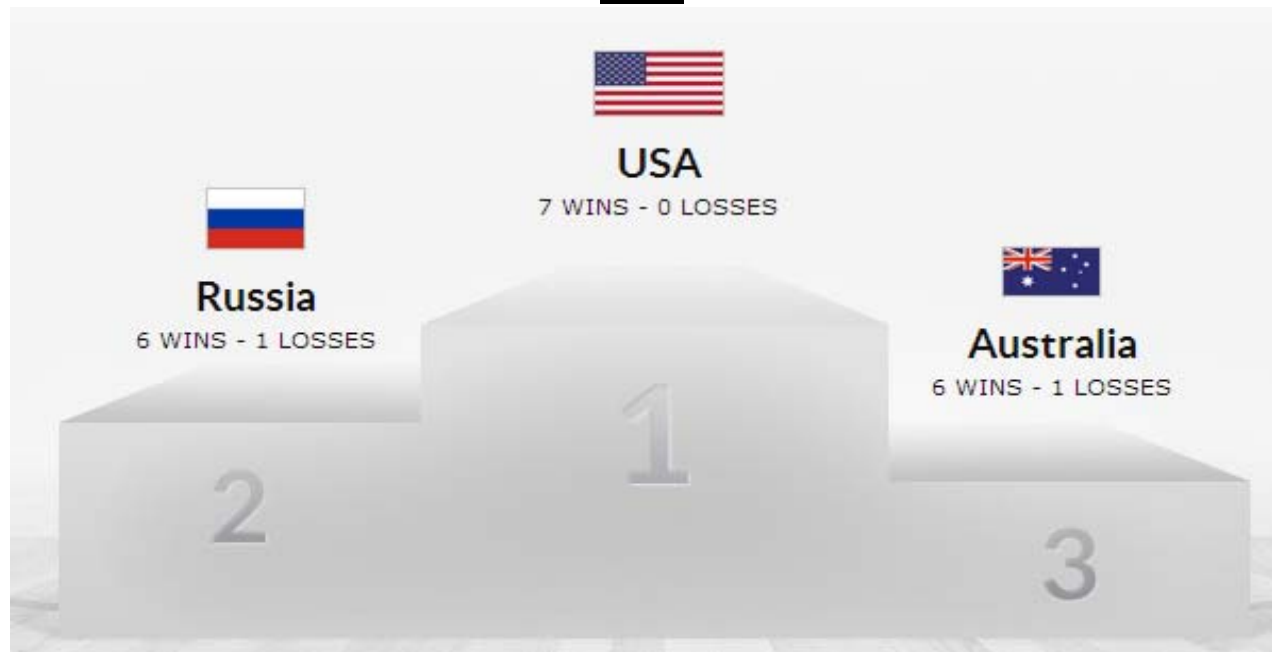 USA
7 WINS - 0 LOSSES
Russia
6 WINS - 1 LOSSES
Australia
6 WINS - 1 LOSSES
1
2
3